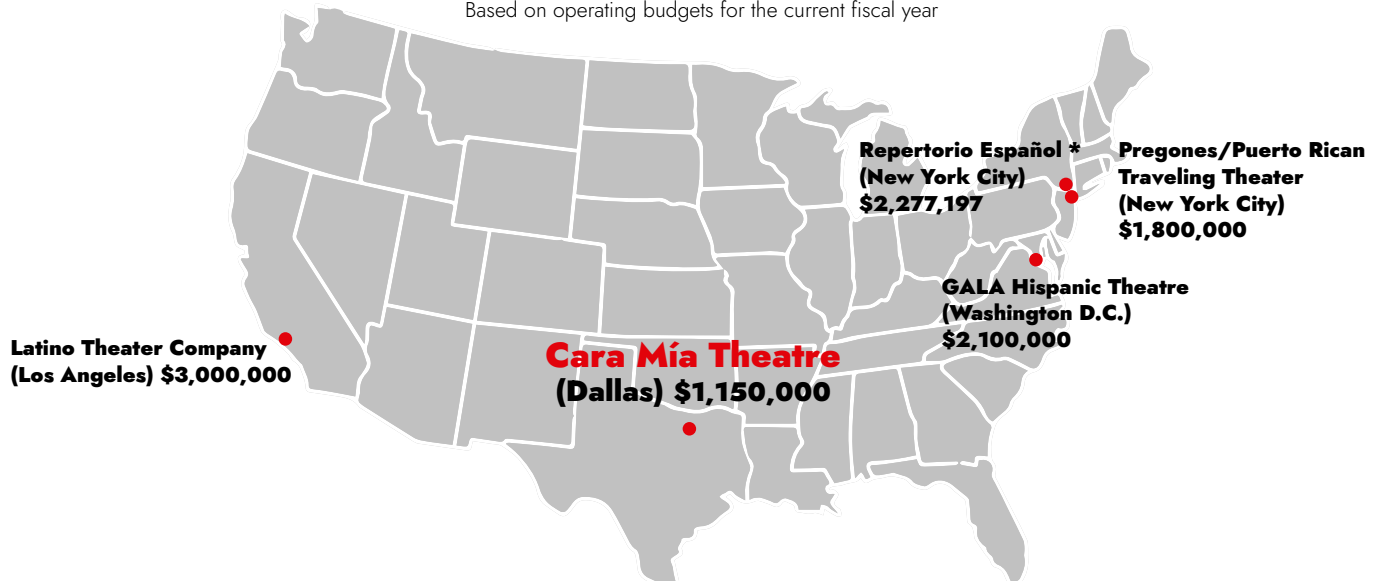 Based on operating budgets for the current fiscal year
Repertorio Español *
(New York City)
$2,277,197
Pregones/Puerto Rican
Traveling Theater
(New York City)
$1,800,000
GALA Hispanic Theatre
(Washington D.C.)
$2,100,000
Latino Theater Company
(Los Angeles) $3,000,000
Cara Mía Theatre
(Dallas) $1,150,000